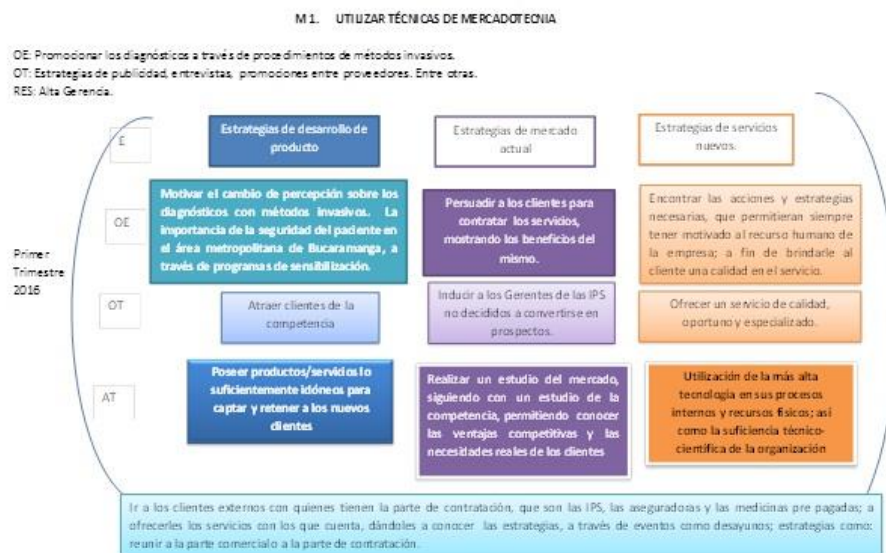 M 1. UTILIZAR TÉCNICAS DE MERCADOTECNIA
OE: Promocionar los diagnósticos a través de procedimientos de métodos invasivos.
OT: Estrategias de publicidad, entrevistas, promociones entre proveedores. Entre otras.
RES: Alta Gerencia.
Primer
Trimestre
2016
E
Estrategias de desarrollo de
producto
Estrategias de mercado
actual
Estrategias de servicios
nuevos.
OE
Motivar el cambio de percepción sobre los
diagnósticos con métodos invasivos. La
importancia de la seguridad del paciente en
el área metropolitana de Bucaramanga, a
través de programas de sensibilización.
Persuadir a los clientes para
contratar los servicios,
mostrando los beneficios del
mismo.
Encontrar las acciones y estrategias
necesarias, que permitieran siempre
tener motivado al recurso humano de
la empresa; a fin de brindarle al
cliente una calidad en el servicio.
OT
Atraer clientes de la
competencia
Inducir a los Gerentes de las IPS
no decididos a convertirse en
prospectos.
Ofrecer un servicio de calidad,
oportuno y especializado.
AT
Poseer productos/servicios lo
suficientemente idóneos para
captar y retener a los nuevos
clientes
Realizar un estudio del mercado,
siguiendo con un estudio de la
competencia, permitiendo conocer
las ventajas competitivas y las
necesidades reales de los clientes
Utilización de la más alta
tecnología en sus procesos
internos y recursos físicos; así
como la suficiencia técnico-
científica de la organización
Ir a los clientes externos con quienes tienen la parte de contratación, que son las IPS, las aseguradoras y las medicinas pre pagadas; a
ofrecerles los servicios con los que cuenta, dándoles a conocer las estrategias, a través de eventos como desayunos; estrategias como:
reunir a la parte comercial o a la parte de contratación.